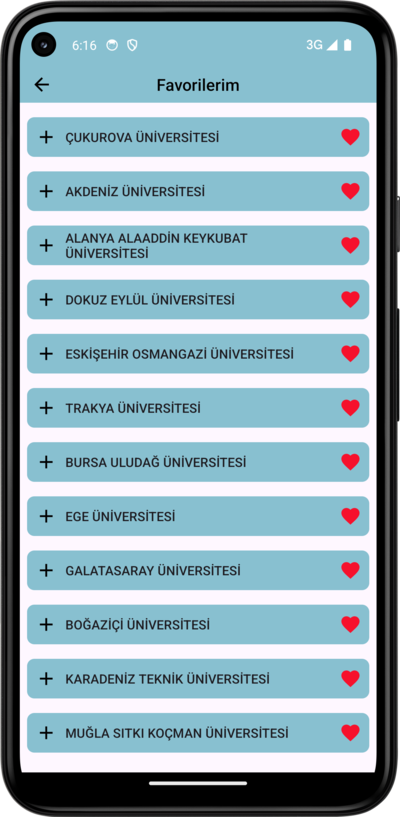 6:16
3G
Favorilerim
ÇUKUROVA ÜNİVERSİTESİ
AKDENİZ ÜNİVERSİTESİ
ALANYA ALAADDİN KEYKUBAT
ÜNİVERSİTESİ
DOKUZ EYLÜL ÜNİVERSİTESİ
ESKİŞEHİR OSMANGAZİ ÜNİVERSİTESİ
TRAKYA ÜNİVERSİTESİ
BURSA ULUDAĞ ÜNİVERSİTESİ
EGE ÜNİVERSİTESİ
GALATASARAY ÜNİVERSİTESİ
BOĞAZİÇİ ÜNİVERSİTESİ
KARADENİZ TEKNİK ÜNİVERSİTESİ
MUĞLA SITKI KOÇMAN ÜNİVERSİTESİ